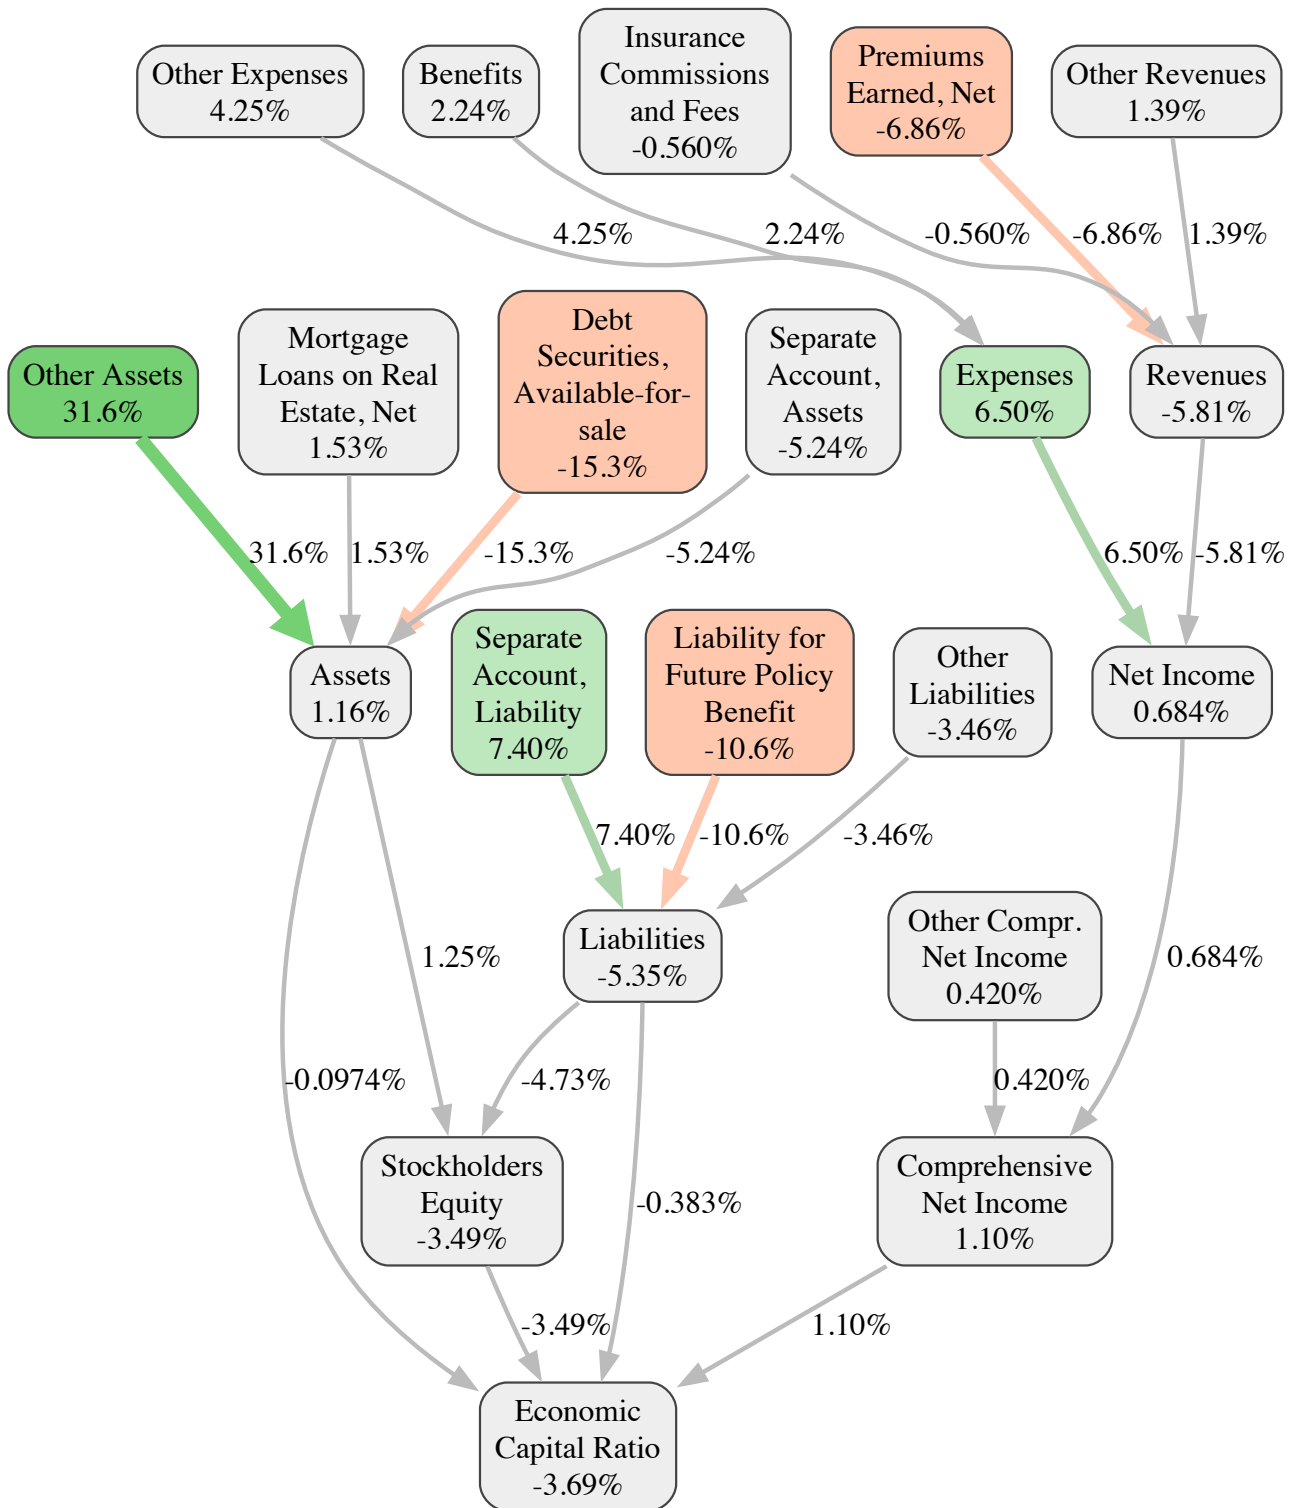 Other Expenses
4.25%
Benefits
2.24%
Insurance
Commissions
and Fees
-0.560%
Premiums
Earned, Net
-6.86%
Other Revenues
1.39%
4.25%
2.24%
-0.560%
-6.86%
1.39%
Other Assets
31.6%
Mortgage
Loans on Real
Estate, Net
1.53%
Debt
Securities,
Available-for-
sale
-15.3%
Separate
Account,
Assets
-5.24%
Expenses
6.50%
Revenues
-5.81%
31.6%
1.53%
-15.3%
-5.24%
6.50%
-5.81%
Assets
1.16%
Separate
Account,
Liability
7.40%
Liability for
Future Policy
Benefit
-10.6%
Other
Liabilities
-3.46%
Net Income
0.684%
7.40%
-10.6%
-3.46%
Liabilities
-5.35%
Other Compr.
Net Income
0.420%
1.25%
0.684%
-0.0974%
-4.73%
0.420%
Stockholders
Equity
-3.49%
-0.383%
Comprehensive
Net Income
1.10%
-3.49%
1.10%
Economic
Capital Ratio
-3.69%